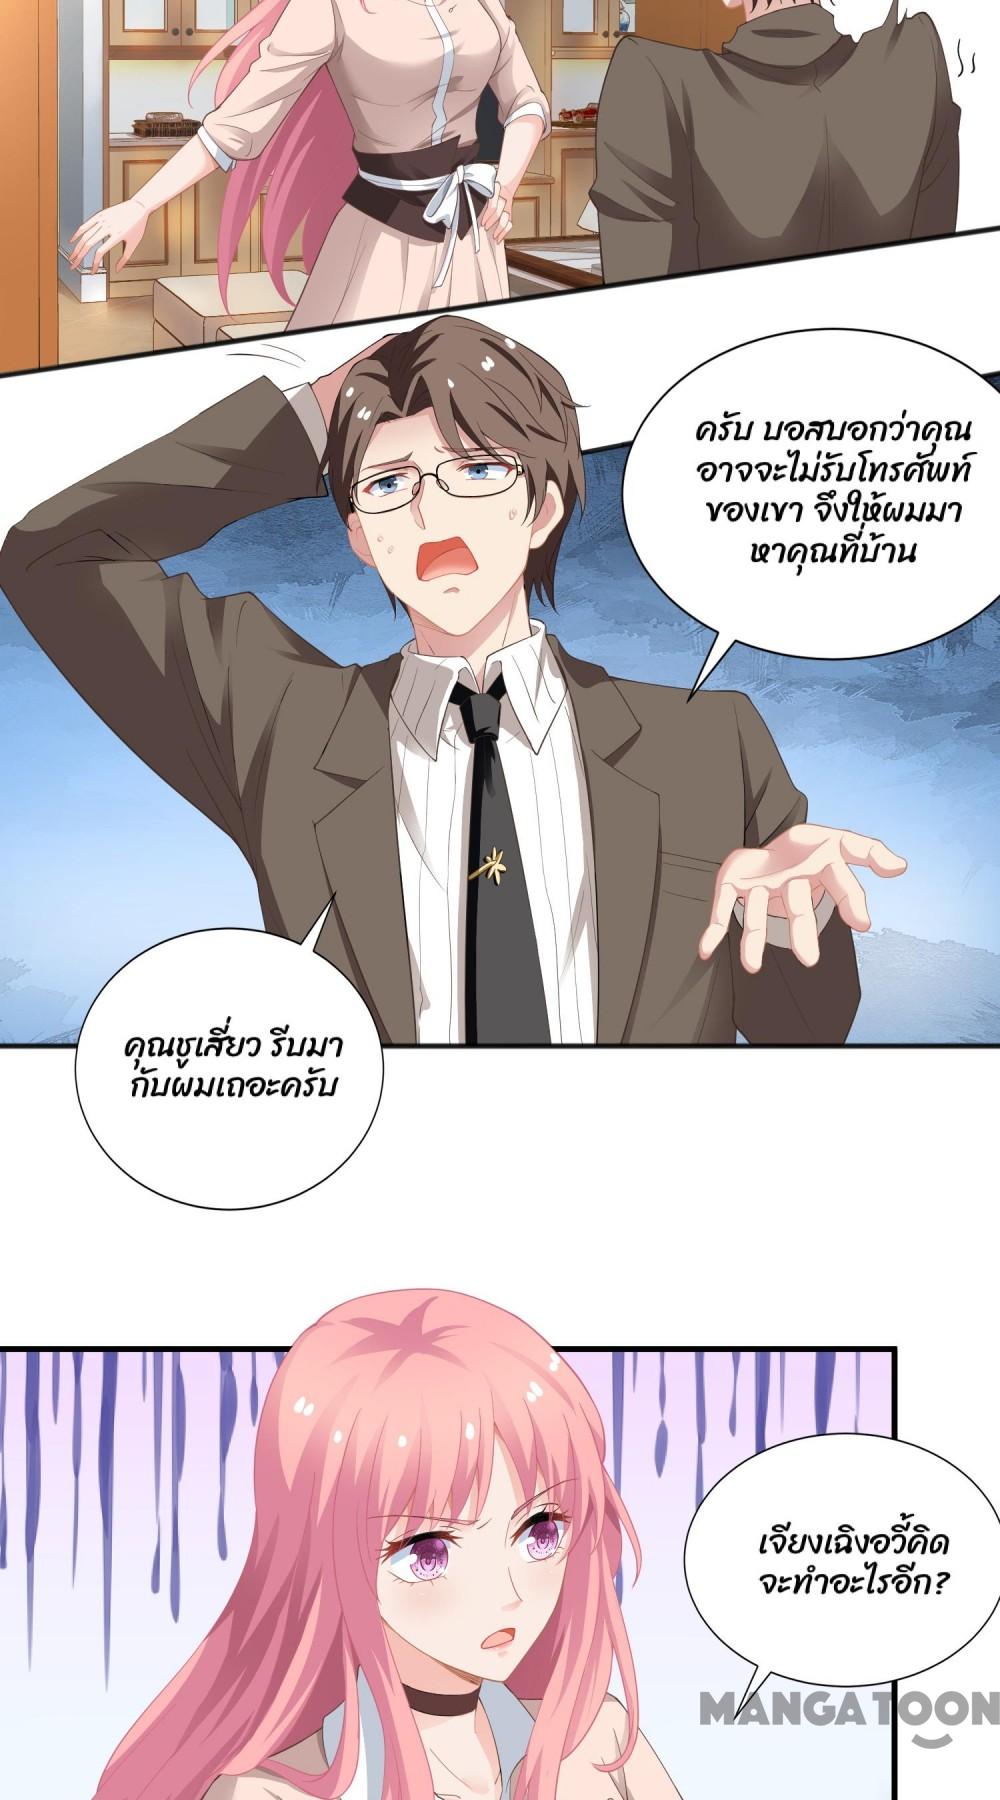 ครับ บอสบอกว่าคุณ
อาจจะไม่รับโทรศัพท์
ของเขา จึงให้ผมมา
หาคุณที่บ้าน
คุณชูเสี่ยว รีบมา
กับผมเถอะครับ
เจียงเฉิงอวี้คิด
จะทำอะไรอีก?
MANGATOON